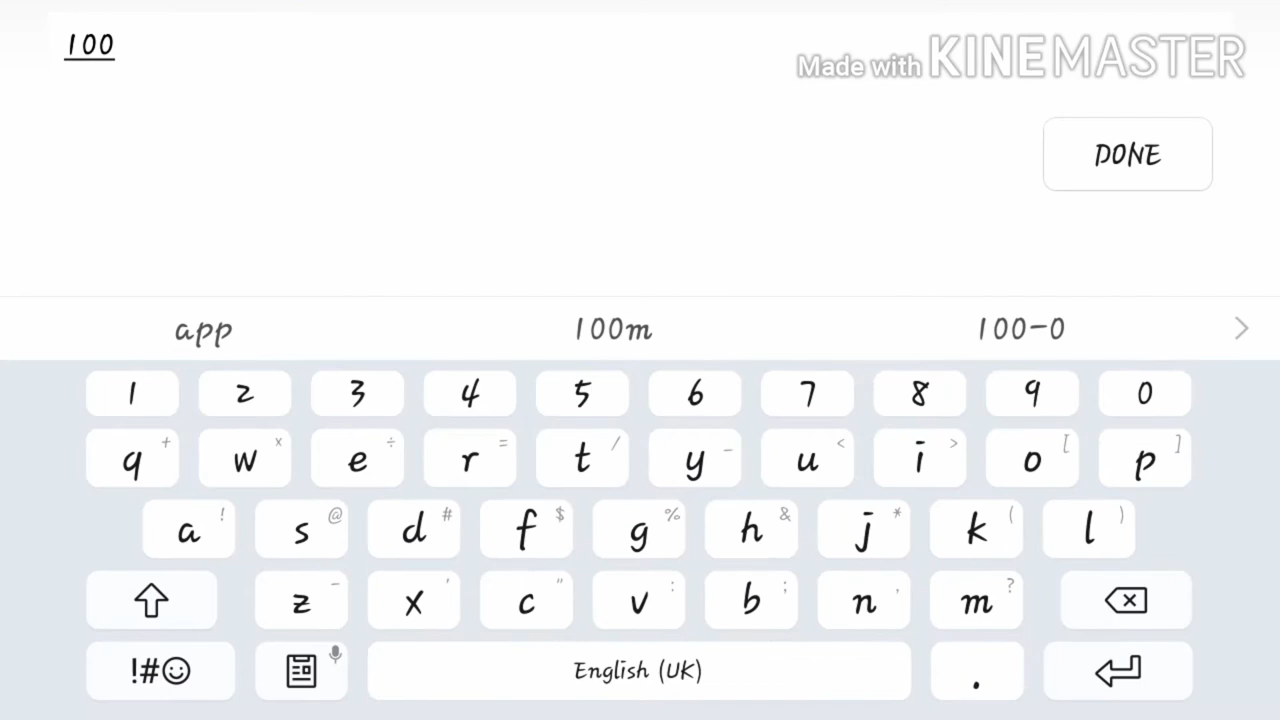 100
Made with KINEMASTER
DONE
app 100m 100-0
1 2 3 4 5 6 7 8 9 0
q + w × e ÷ r = t / y - u < i > o [ p ]
a ! s @ d # f $ g % h & j * k ( l )
z - x ' c " v : b ; n , m ?
!#☺ English (UK) .